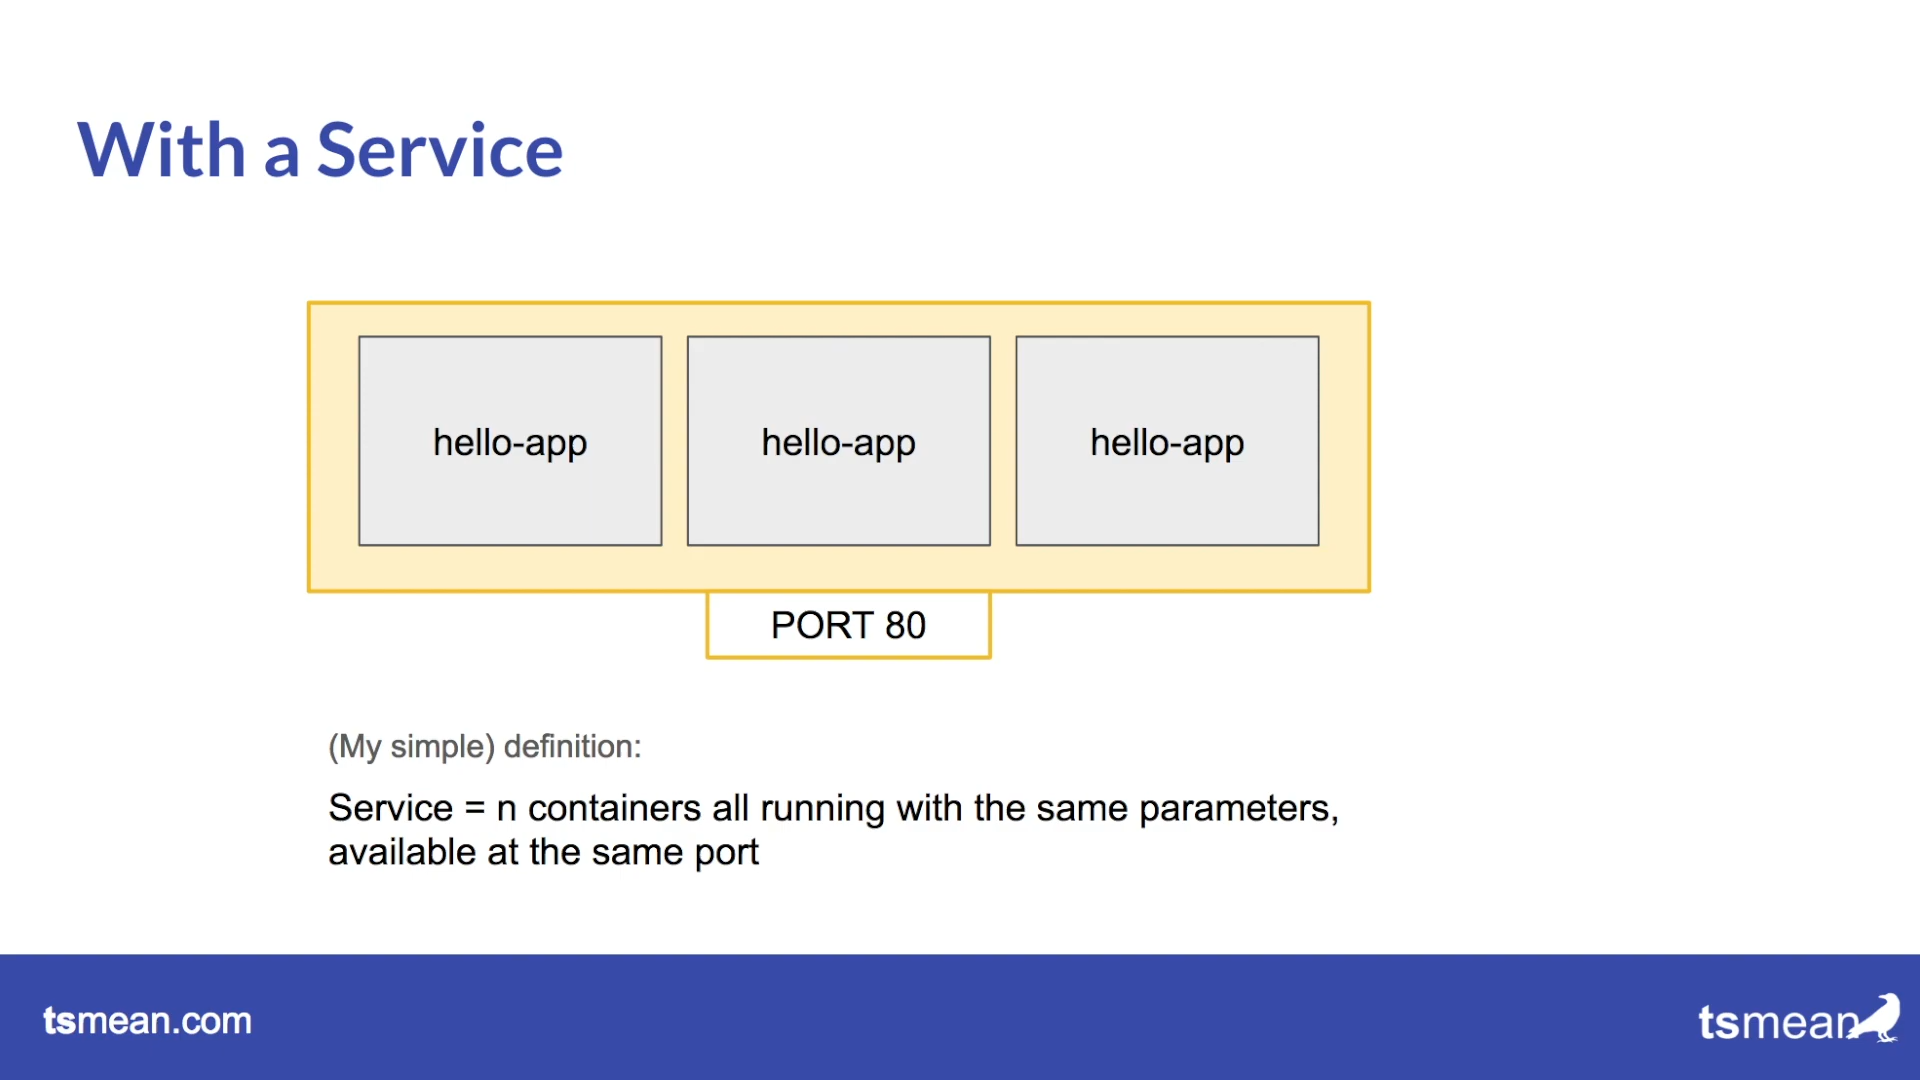 With a Service
hello-app hello-app hello-app
PORT 80
(My simple) definition:
Service = n containers all running with the same parameters,
available at the same port
tsmean.com
tsmean